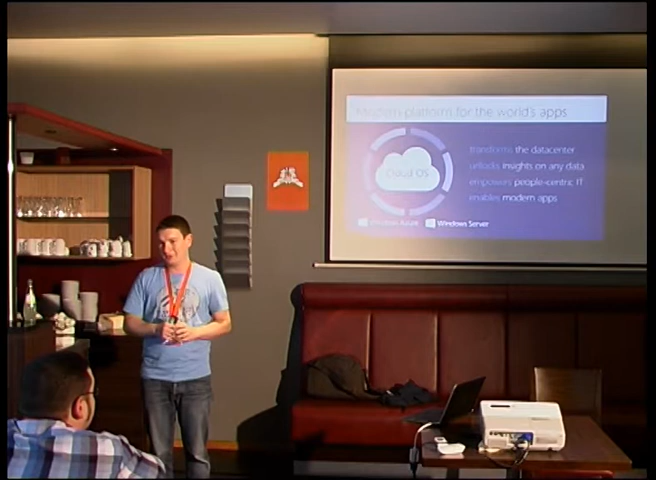 Modern platform for the world's apps
Cloud OS
transforms the datacenter
unlocks insights on any data
empowers people-centric IT
enables modern apps
Windows Azure
Windows Server